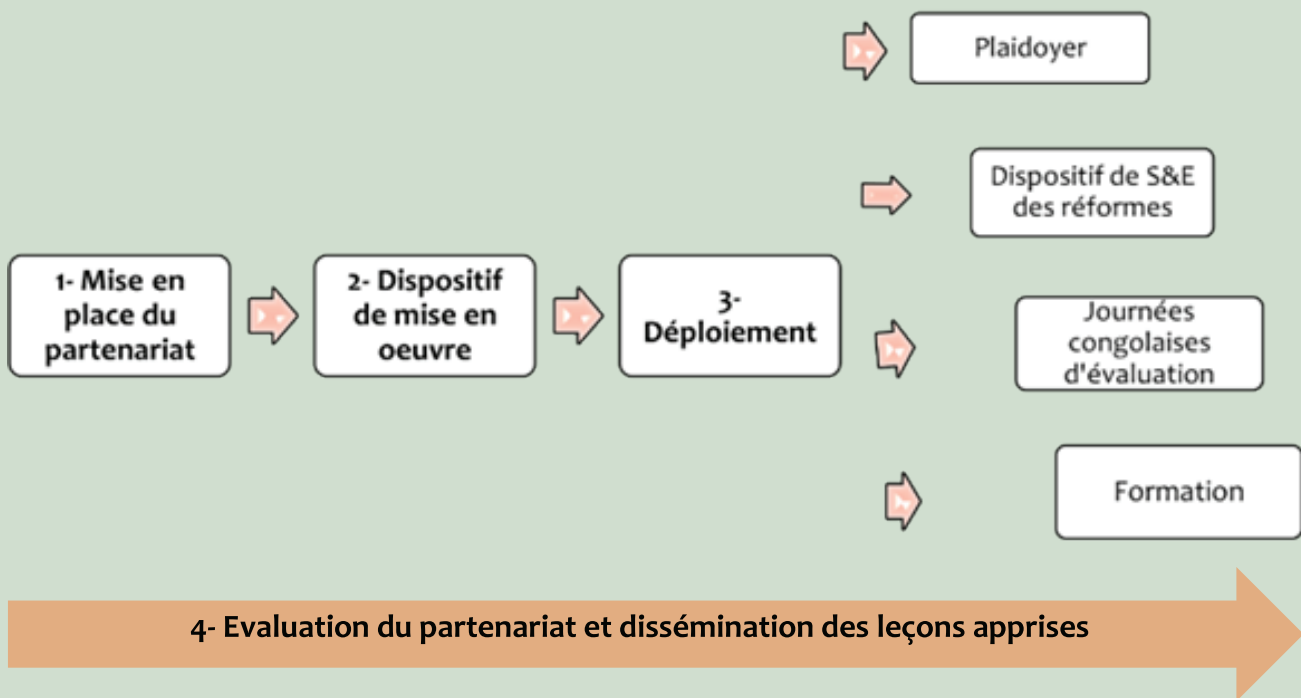 Plaidoyer
Dispositif de S&E
des réformes
1- Mise en
place du
partenariat
2- Dispositif
de mise en
oeuvre
3-
Déploiement
Journées
congolaises
d'évaluation
Formation
4- Evaluation du partenariat et dissémination des leçons apprises